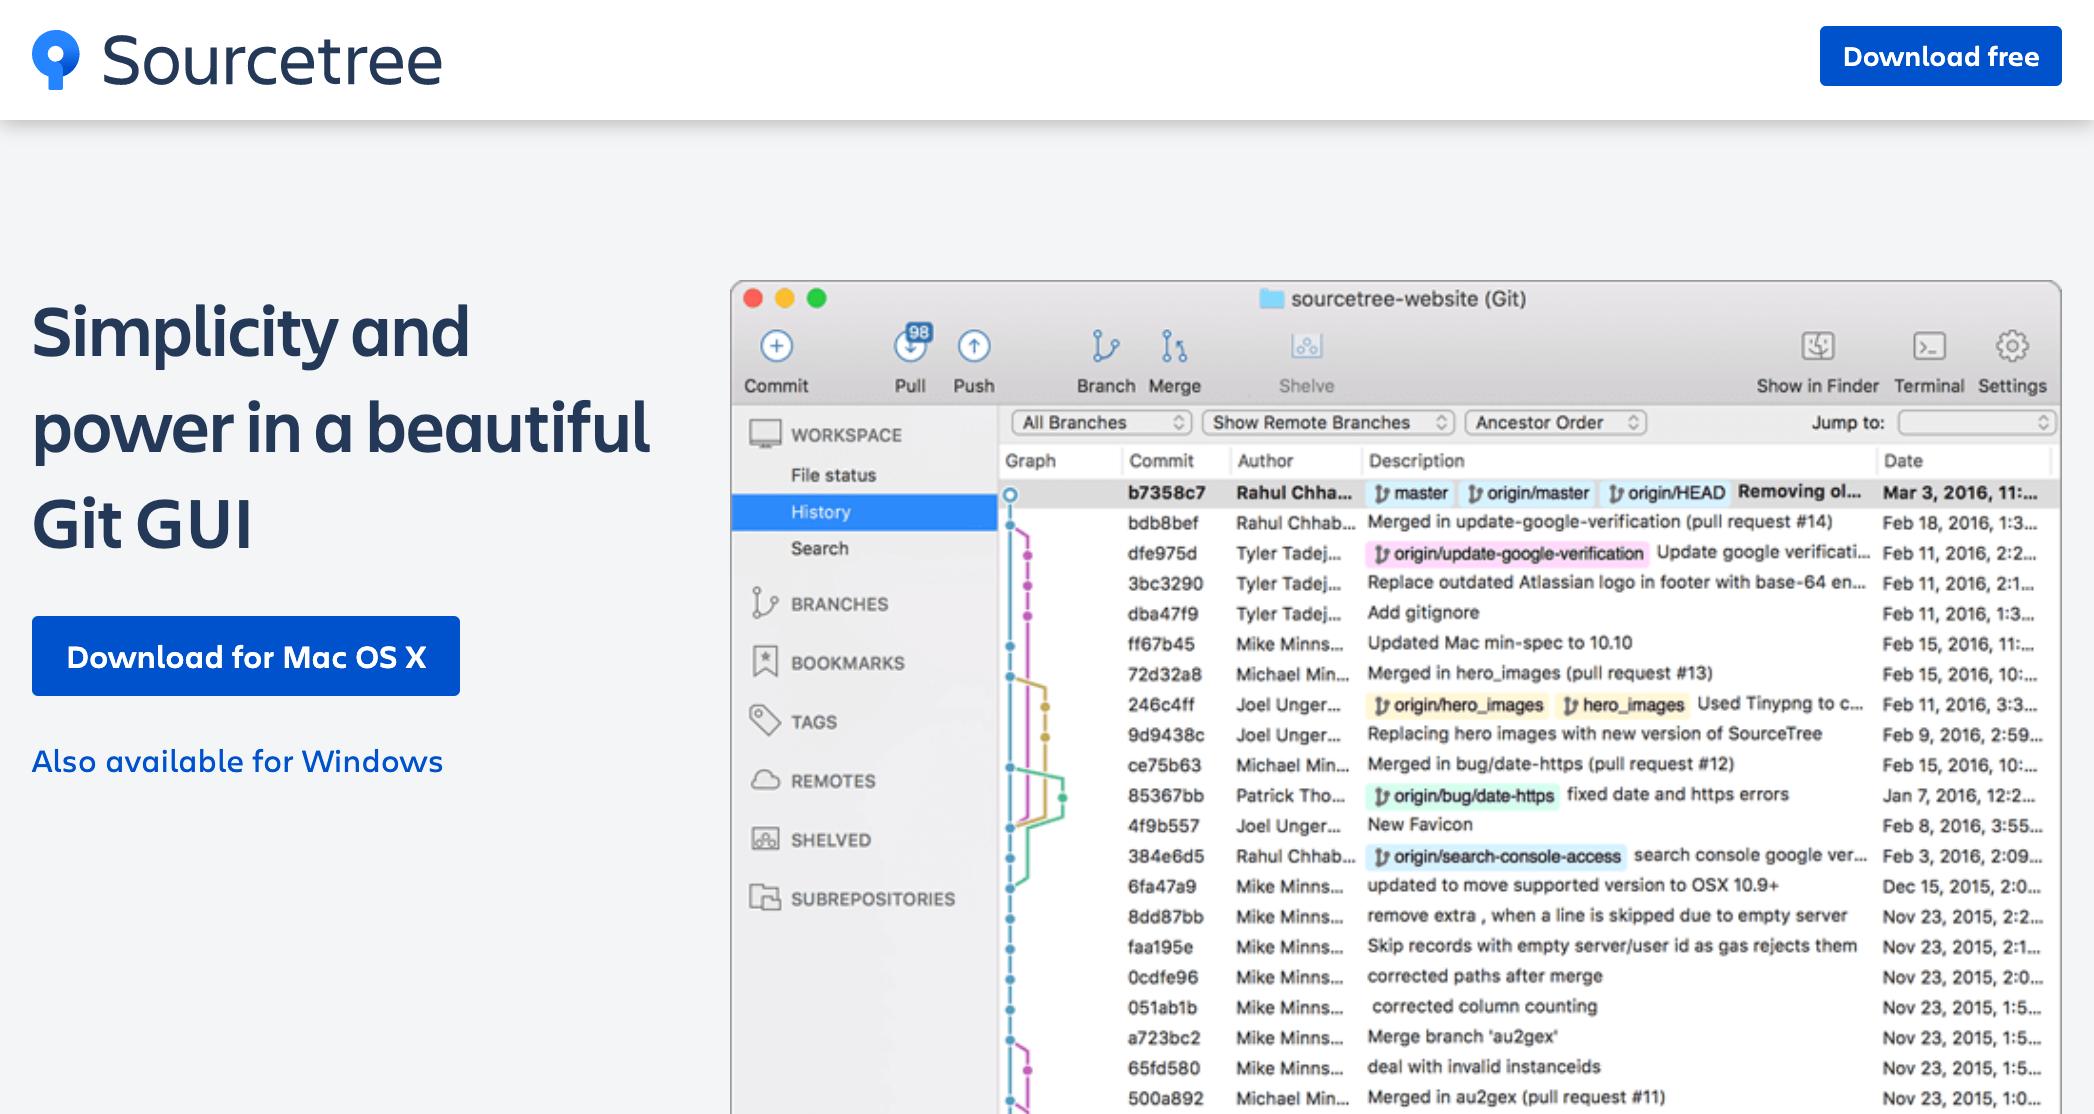 Sourcetree
Download free
Simplicity and
power in a beautiful
Git GUI
Download for Mac OS X
Also available for Windows
sourcetree-website (Git)
98
Commit Pull Push Branch Merge Shelve Show in Finder Terminal Settings
WORKSPACE
File status
History
Search
BRANCHES
BOOKMARKS
TAGS
REMOTES
SHELVED
SUBREPOSITORIES
All Branches Show Remote Branches Ancestor Order Jump to:
Graph Commit Author Description Date
b7358c7 Rahul Chha... master origin/master origin/HEAD Removing ol... Mar 3, 2016, 11:...
bdb8bef Rahul Chhab... Merged in update-google-verification (pull request #14) Feb 18, 2016, 1:3...
dfe975d Tyler Tadej... origin/update-google-verification Update google verificati... Feb 11, 2016, 2:2...
3bc3290 Tyler Tadej... Replace outdated Atlassian logo in footer with base-64 en... Feb 11, 2016, 2:1...
dba47f9 Tyler Tadej... Add gitignore Feb 11, 2016, 1:3...
ff67b45 Mike Minns... Updated Mac min-spec to 10.10 Feb 15, 2016, 11:...
72d32a8 Michael Min... Merged in hero_images (pull request #13) Feb 15, 2016, 10:...
246c4ff Joel Unger... origin/hero_images hero_images Used Tinypng to c... Feb 11, 2016, 3:3...
9d9438c Joel Unger... Replacing hero images with new version of SourceTree Feb 9, 2016, 2:59...
ce75b63 Michael Min... Merged in bug/date-https (pull request #12) Feb 15, 2016, 10:...
85367bb Patrick Tho... origin/bug/date-https fixed date and https errors Jan 7, 2016, 12:2...
4f9b557 Joel Unger... New Favicon Feb 8, 2016, 3:55...
384e6d5 Rahul Chhab... origin/search-console-access search console google ver... Feb 3, 2016, 2:09...
6fa47a9 Mike Minns... updated to move supported version to OSX 10.9+ Dec 15, 2015, 2:0...
8dd87bb Mike Minns... remove extra , when a line is skipped due to empty server Nov 23, 2015, 2:2...
faa195e Mike Minns... Skip records with empty server/user id as gas rejects them Nov 23, 2015, 2:1...
0cdfe96 Mike Minns... corrected paths after merge Nov 23, 2015, 2:0...
051ab1b Mike Minns... corrected column counting Nov 23, 2015, 1:5...
a723bc2 Mike Minns... Merge branch 'au2gex' Nov 23, 2015, 1:5...
65fd580 Mike Minns... deal with invalid instanceids Nov 23, 2015, 1:5...
500a892 Michael Min... Merged in au2gex (pull request #11) Nov 23, 2015, 1:0...